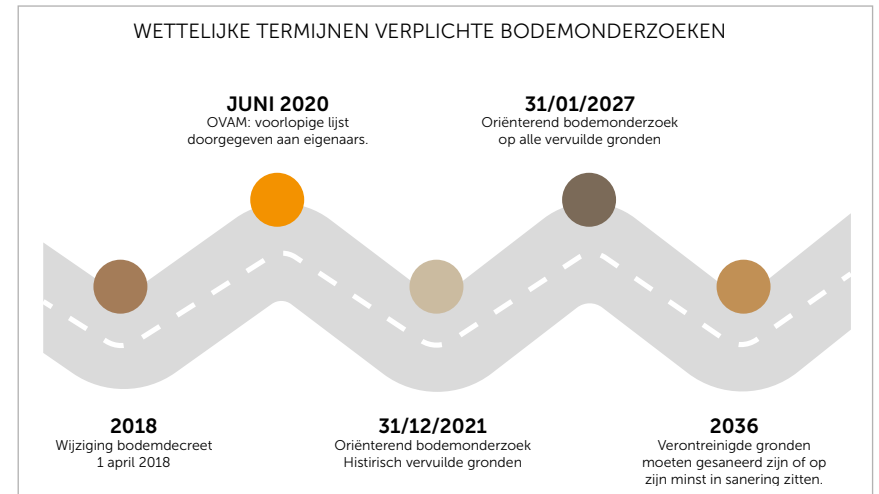 WETTELIJKE TERMIJNEN VERPLICHTE BODEMONDERZOEKEN
JUNI 2020
OVAM: voorlopige lijst
doorgegeven aan eigenaars.
31/01/2027
Oriënterend bodemonderzoek
op alle vervuilde gronden
2018
Wijziging bodemdecreet
1 april 2018
31/12/2021
Oriënterend bodemonderzoek
Histirisch vervuilde gronden
2036
Verontreinigde gronden
moeten gesaneerd zijn of op
zijn minst in sanering zitten.